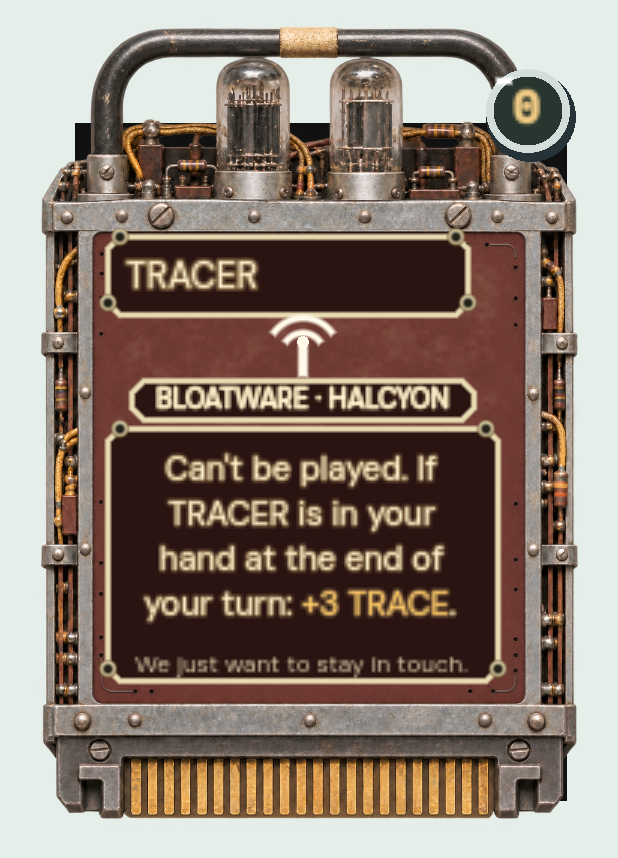 0
TRACER
BLOATWARE · HALCYON
Can't be played. If
TRACER is in your
hand at the end of
your turn: +3 TRACE.
We just want to stay in touch.